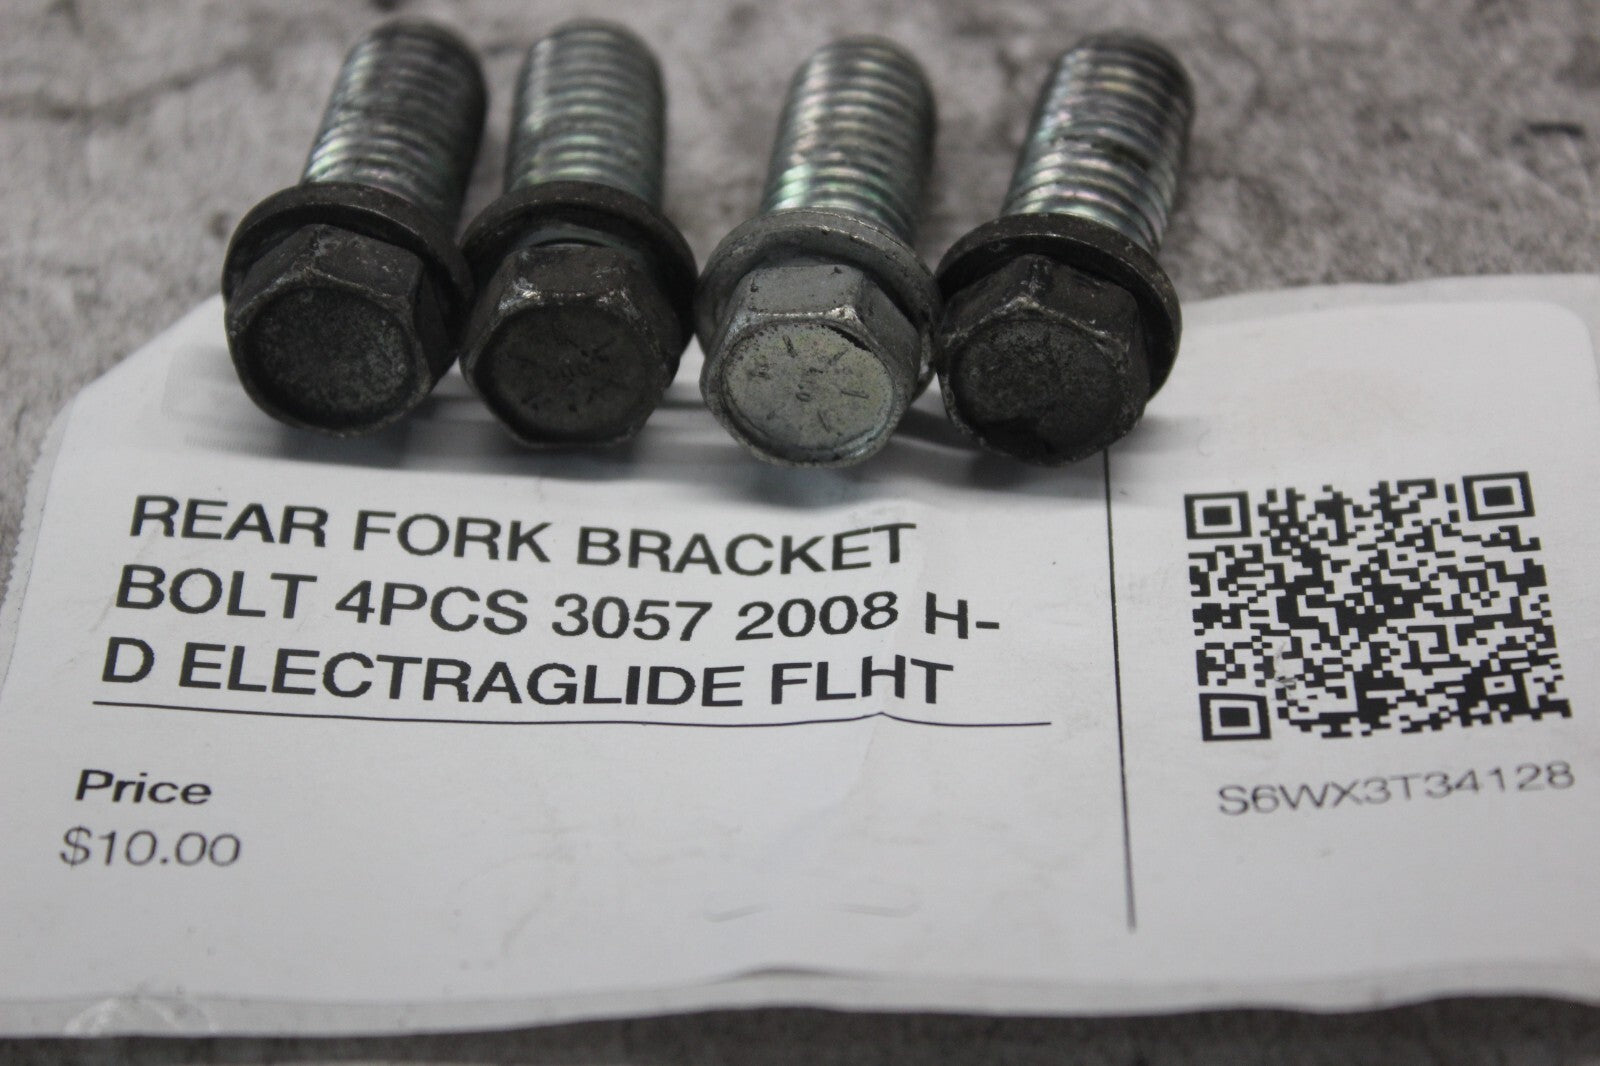 REAR FORK BRACKET
BOLT 4PCS 3057 2008 H-
D ELECTRAGLIDE FLHT
Price
$10.00
S6WX3T34128